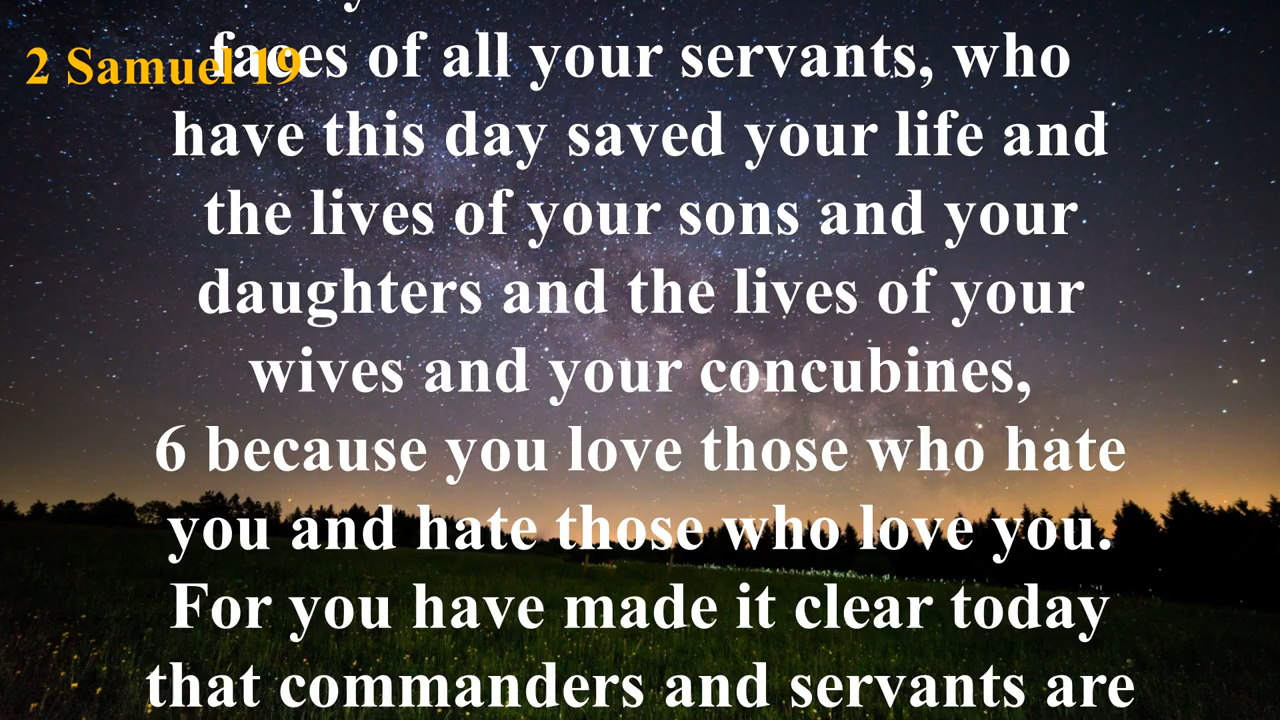 2 Samuel 19
faces of all your servants, who
have this day saved your life and
the lives of your sons and your
daughters and the lives of your
wives and your concubines,
6 because you love those who hate
you and hate those who love you.
For you have made it clear today
that commanders and servants are